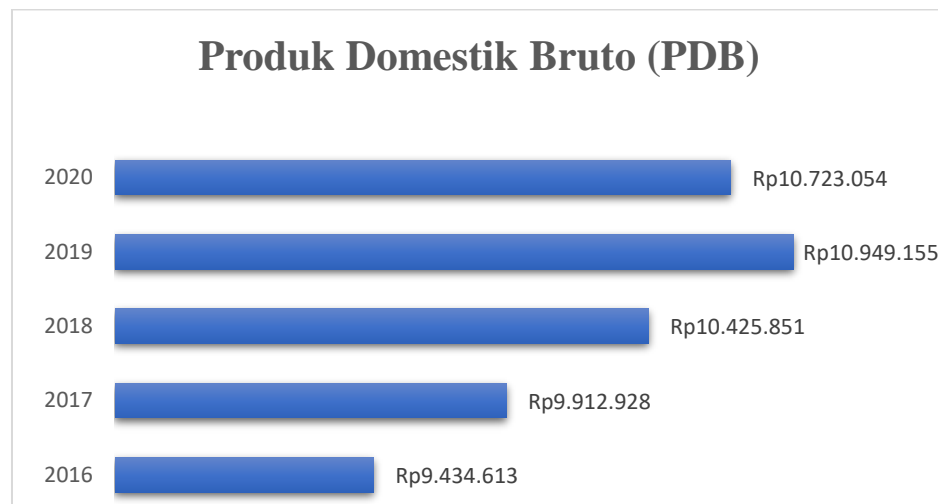 Produk Domestik Bruto (PDB)
2020 Rp10.723.054
2019 Rp10.949.155
2018 Rp10.425.851
2017 Rp9.912.928
2016 Rp9.434.613